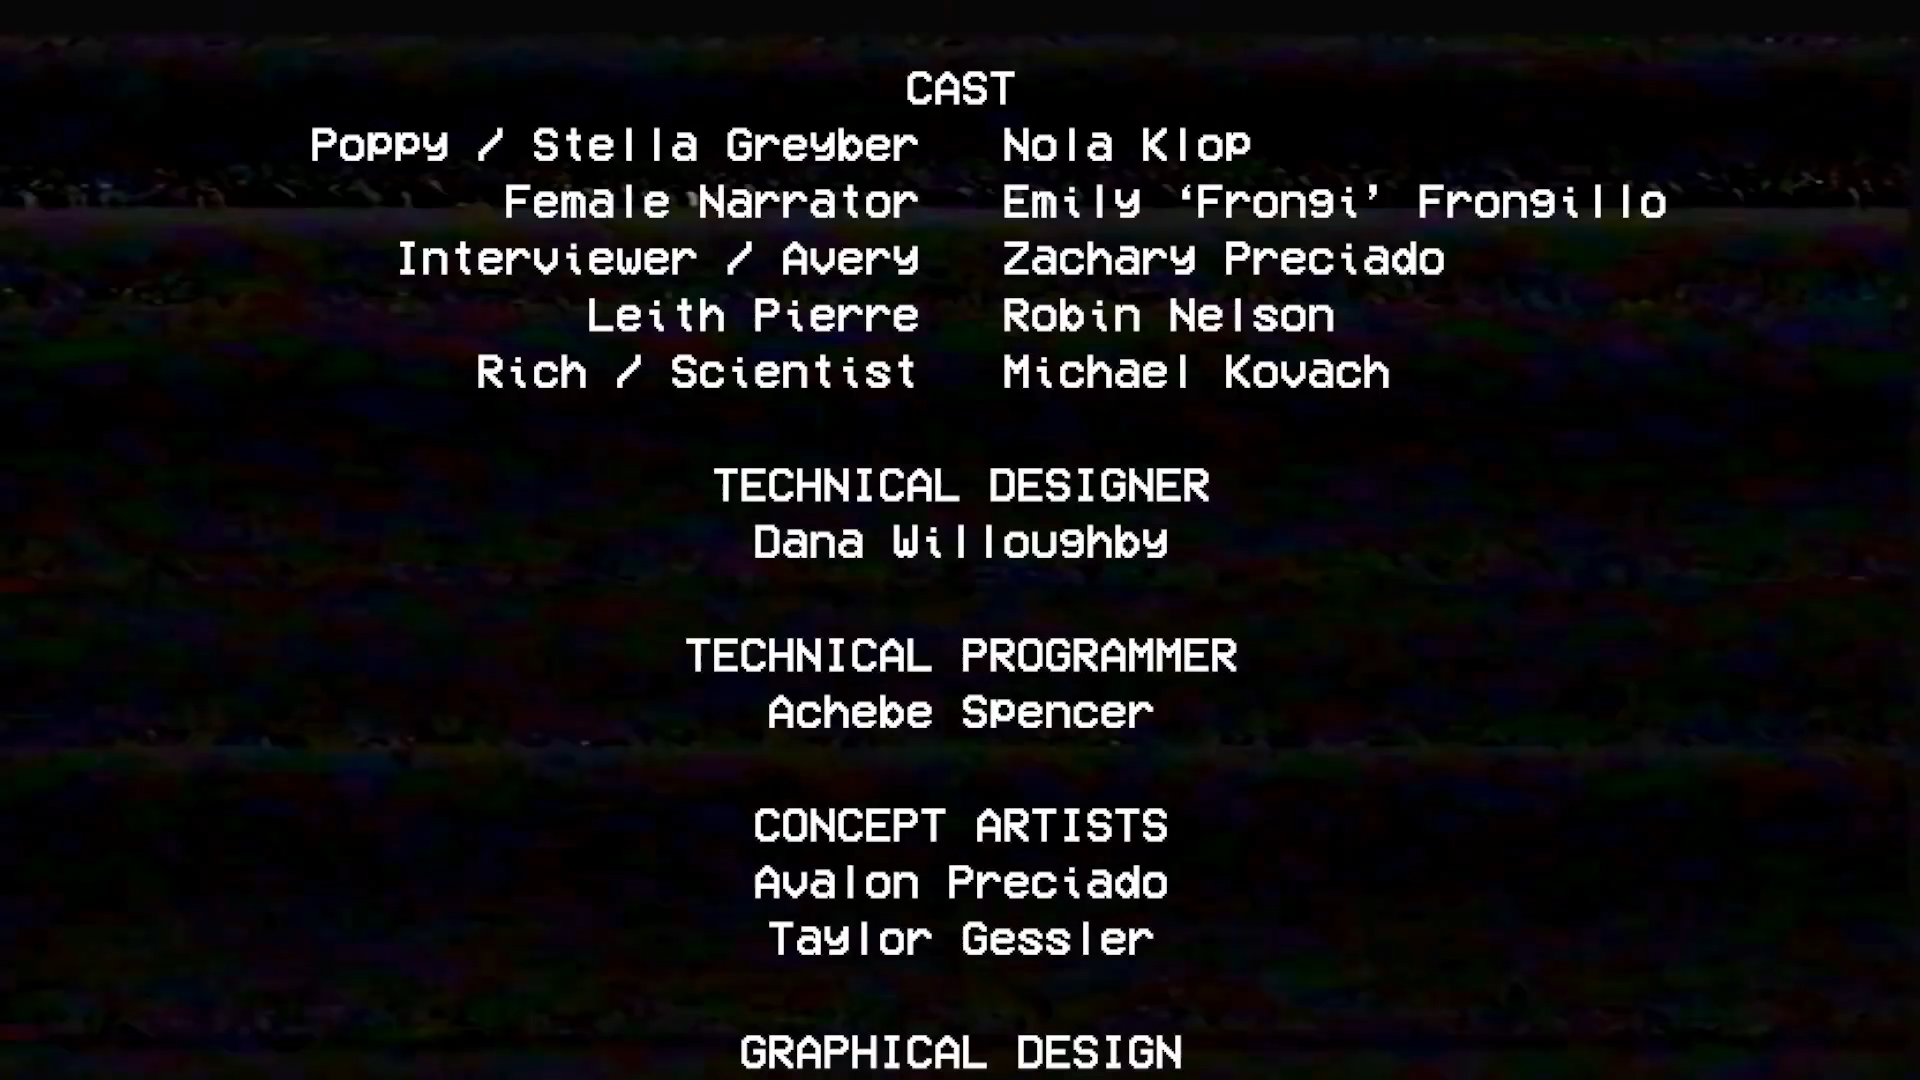 CAST
Poppy / Stella Greyber Nola Klop
Female Narrator Emily ‘Frongi’ Frongillo
Interviewer / Avery Zachary Preciado
Leith Pierre Robin Nelson
Rich / Scientist Michael Kovach
TECHNICAL DESIGNER
Dana Willoughby
TECHNICAL PROGRAMMER
Achebe Spencer
CONCEPT ARTISTS
Avalon Preciado
Taylor Gessler
GRAPHICAL DESIGN